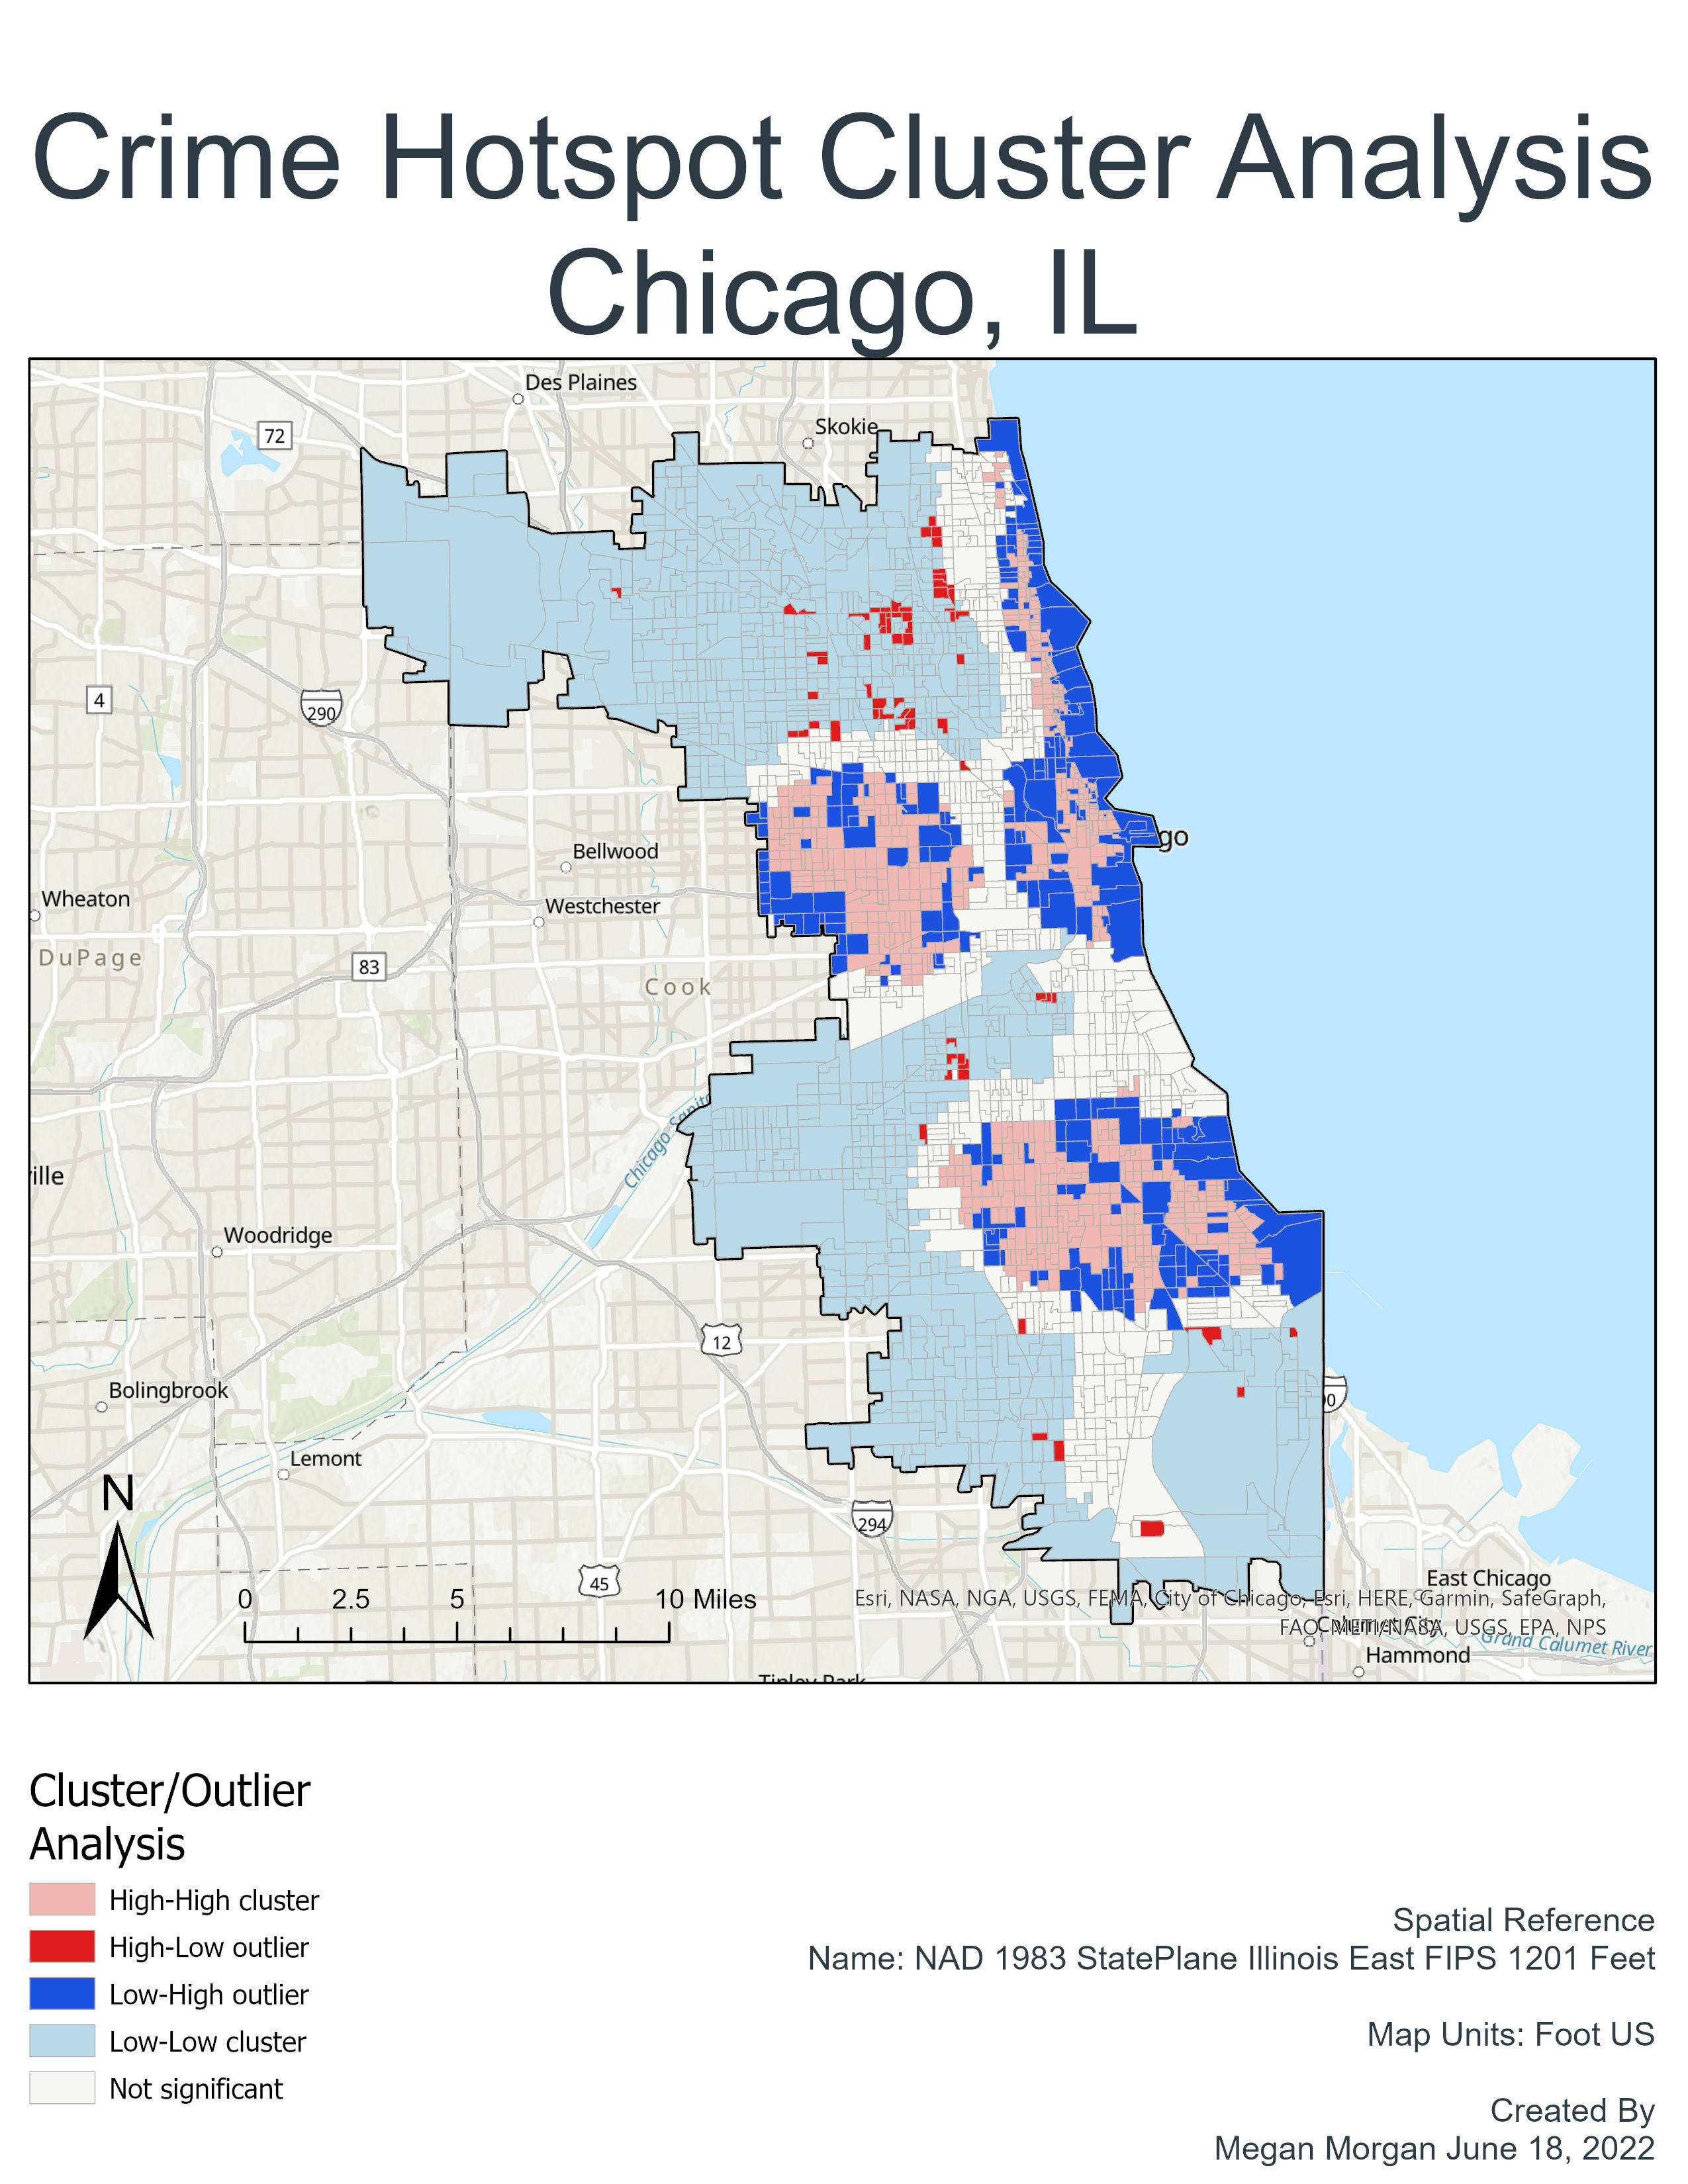 Crime Hotspot Cluster Analysis
Chicago, IL
Des Plaines
Skokie
72
4
290
go
Bellwood
Wheaton
Westchester
DuPage
83
Cook
Chicago Sanita
ille
Woodridge
12
Bolingbrook
90
Lemont
N
294
45
East Chicago
0 2.5 5 10 Miles
Esri, NASA, NGA, USGS, FEMA, City of Chicago, Esri, HERE, Garmin, SafeGraph,
FAO, METI/NASA, USGS, EPA, NPS
Calumet City
Grand Calumet River
Hammond
Tinley Park
Cluster/Outlier
Analysis
High-High cluster
High-Low outlier
Low-High outlier
Low-Low cluster
Not significant
Spatial Reference
Name: NAD 1983 StatePlane Illinois East FIPS 1201 Feet
Map Units: Foot US
Created By
Megan Morgan June 18, 2022